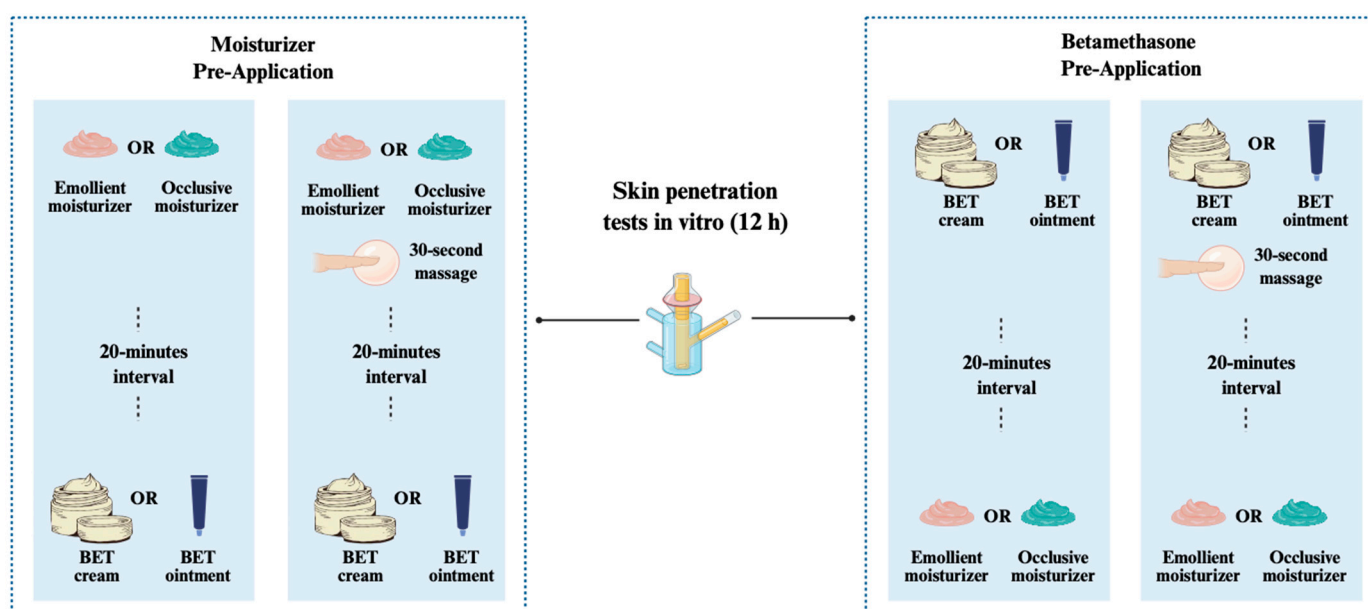 Moisturizer
Pre-Application
OR
Emollient
moisturizer
Occlusive
moisturizer
20-minutes
interval
OR
BET
cream
BET
ointment
OR
Emollient
moisturizer
Occlusive
moisturizer
30-second
massage
20-minutes
interval
OR
BET
cream
BET
ointment
Skin penetration
tests in vitro (12 h)
Betamethasone
Pre-Application
OR
BET
cream
BET
ointment
20-minutes
interval
OR
Emollient
moisturizer
Occlusive
moisturizer
OR
BET
cream
BET
ointment
30-second
massage
20-minutes
interval
OR
Emollient
moisturizer
Occlusive
moisturizer